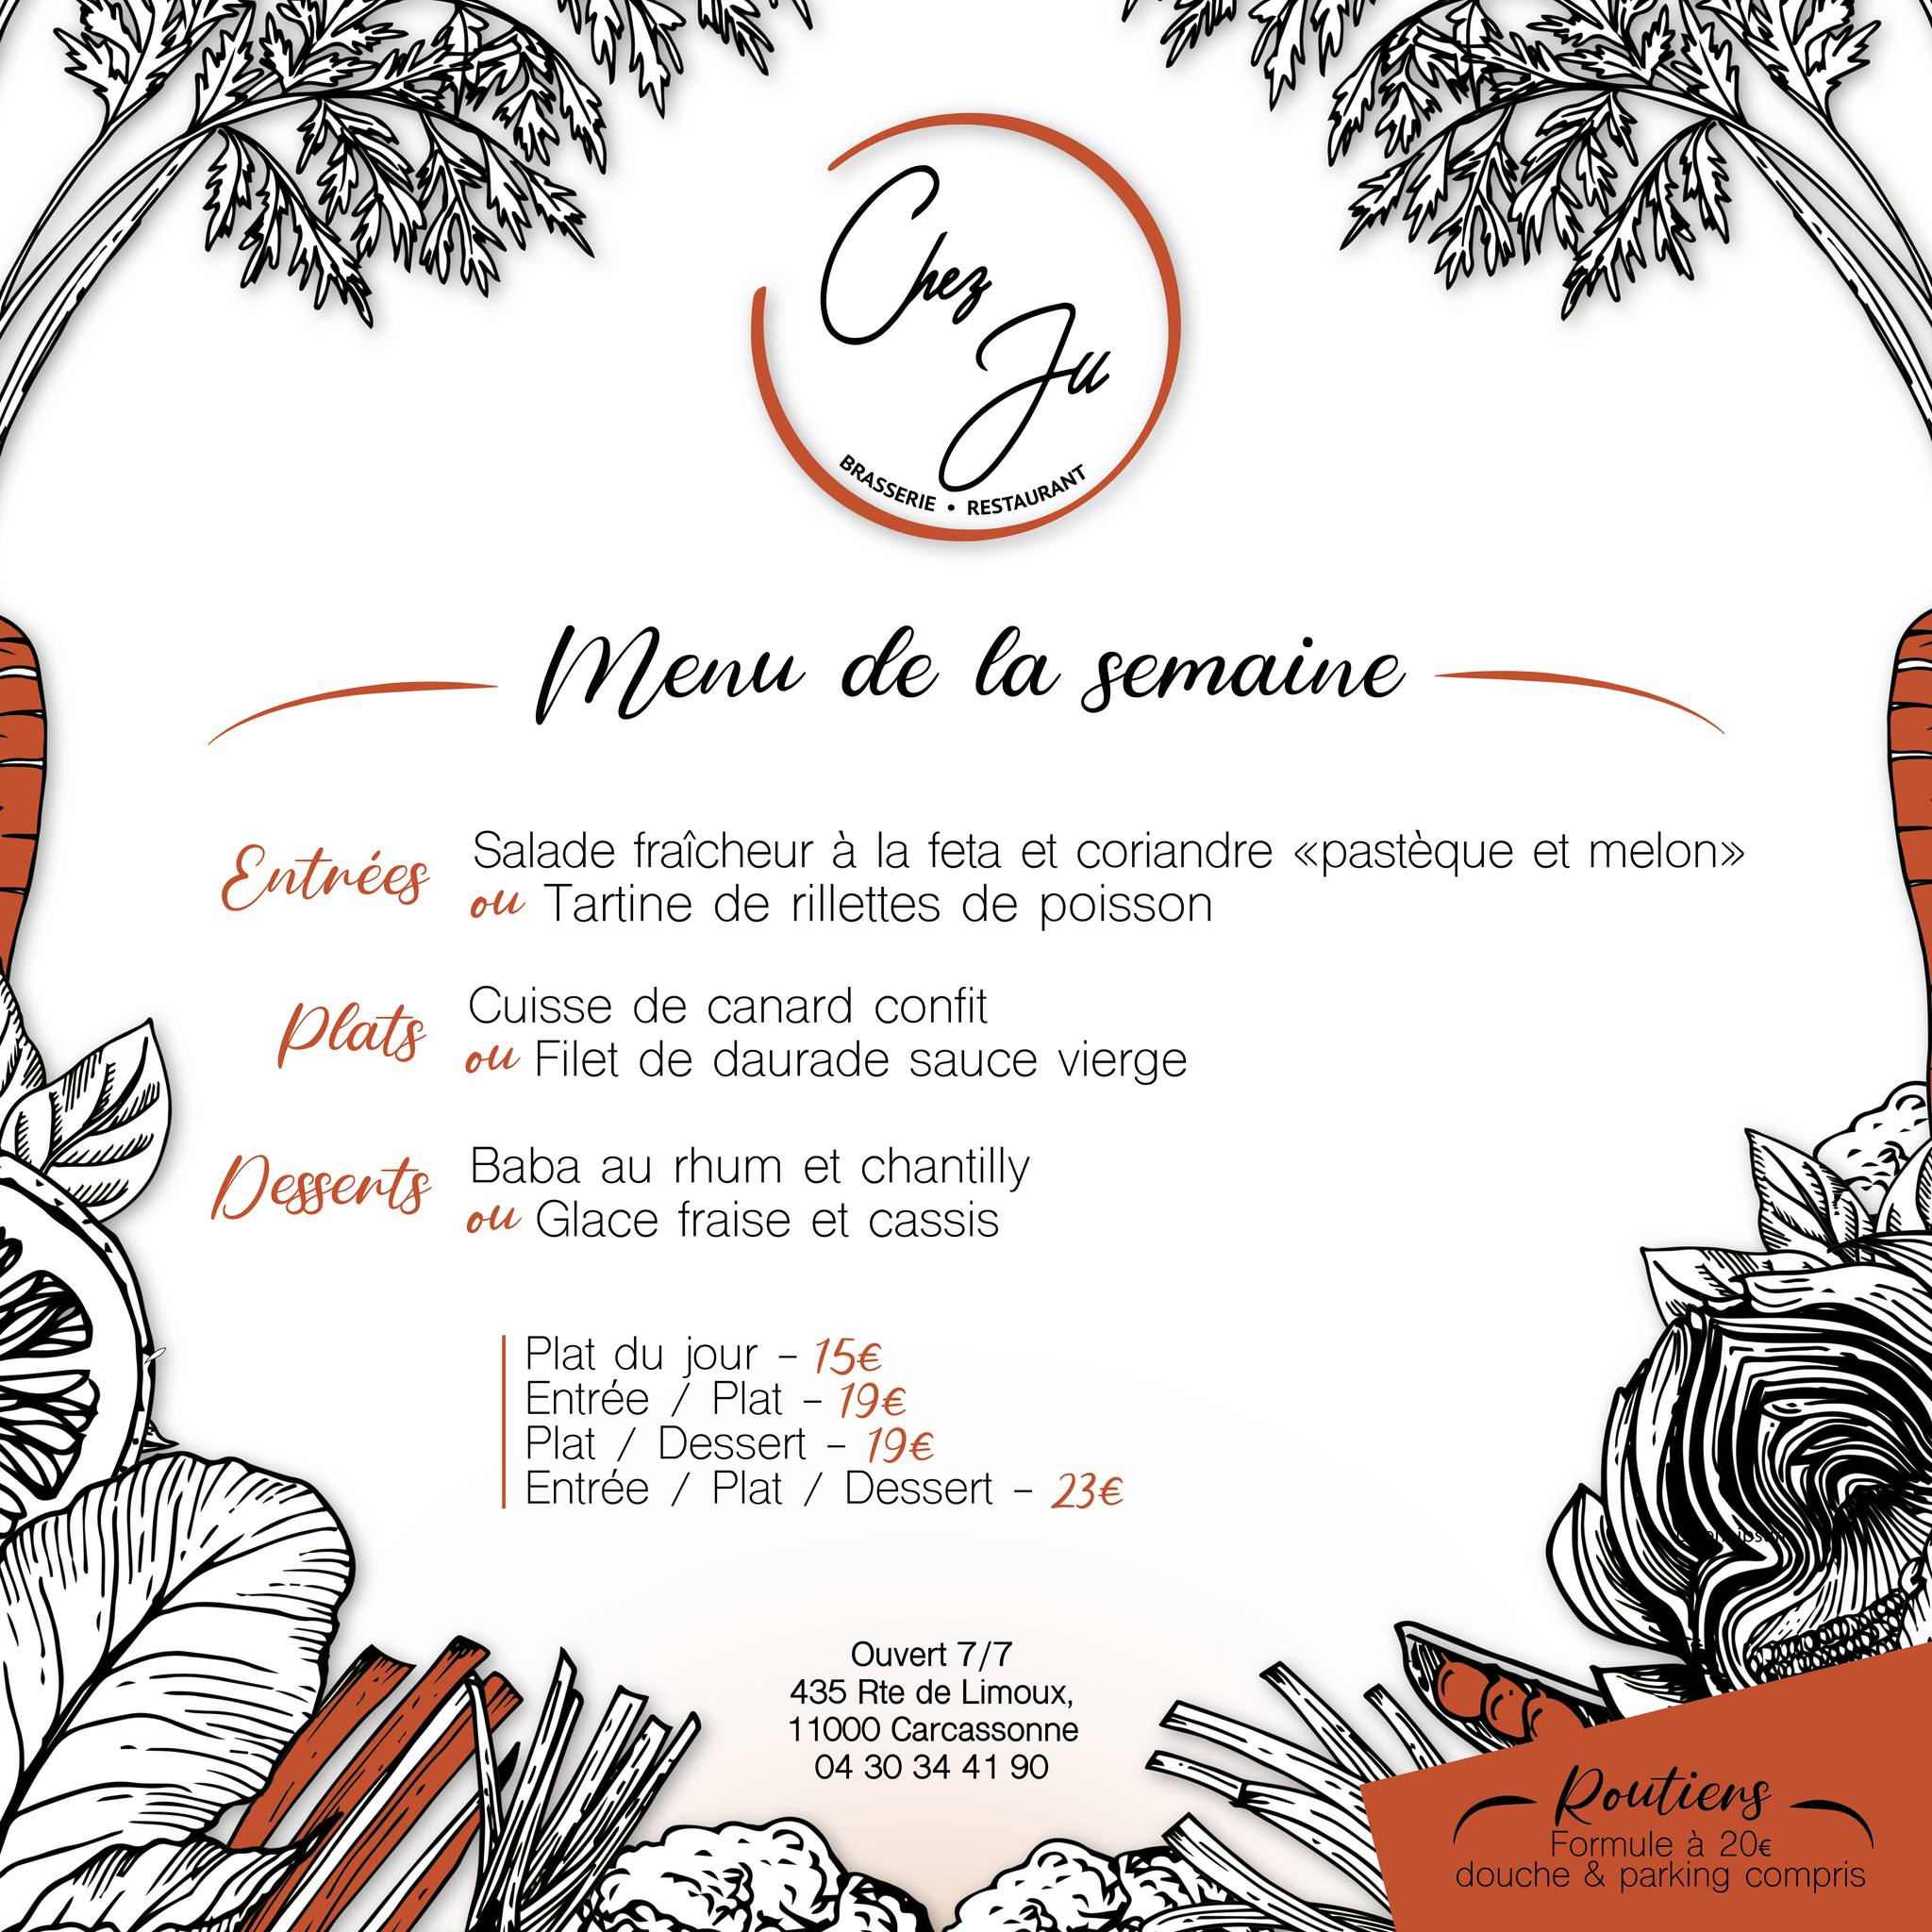 Chez
Ju
BRASSERIE • RESTAURANT
Menu de la semaine
Entrées
Salade fraîcheur à la feta et coriandre «pastèque et melon»
ou Tartine de rillettes de poisson
Plats
Cuisse de canard confit
ou Filet de daurade sauce vierge
Desserts
Baba au rhum et chantilly
ou Glace fraise et cassis
Plat du jour – 15€
Entrée / Plat – 19€
Plat / Dessert – 19€
Entrée / Plat / Dessert – 23€
Ouvert 7/7
435 Rte de Limoux,
11000 Carcassonne
04 30 34 41 90
Routiers
Formule à 20€
douche & parking compris